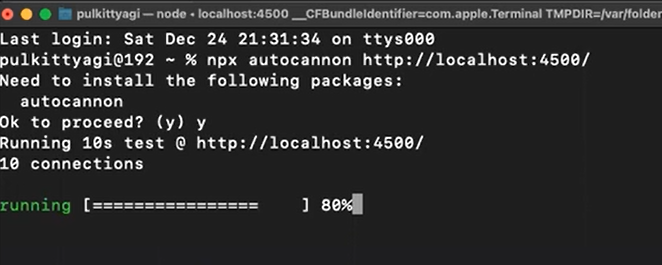 pulkittyagi — node • localhost:4500 __CFBundleIdentifier=com.apple.Terminal TMPDIR=/var/folder
Last login: Sat Dec 24 21:31:34 on ttys000
pulkittyagi@192 ~ % npx autocannon http://localhost:4500/
Need to install the following packages:
  autocannon
Ok to proceed? (y) y
Running 10s test @ http://localhost:4500/
10 connections
running [================    ] 80%